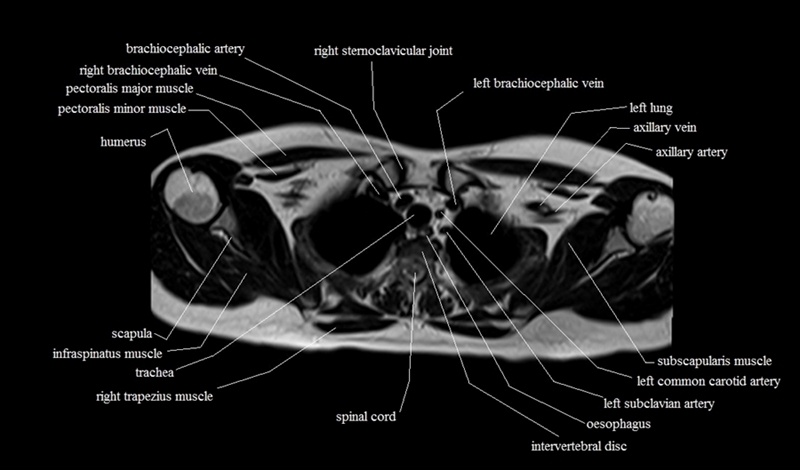 brachiocephalic artery
right sternoclavicular joint
right brachiocephalic vein
left brachiocephalic vein
pectoralis major muscle
pectoralis minor muscle
left lung
axillary vein
humerus
axillary artery
scapula
infraspinatus muscle
subscapularis muscle
trachea
left common carotid artery
right trapezius muscle
left subclavian artery
spinal cord
oesophagus
intervertebral disc